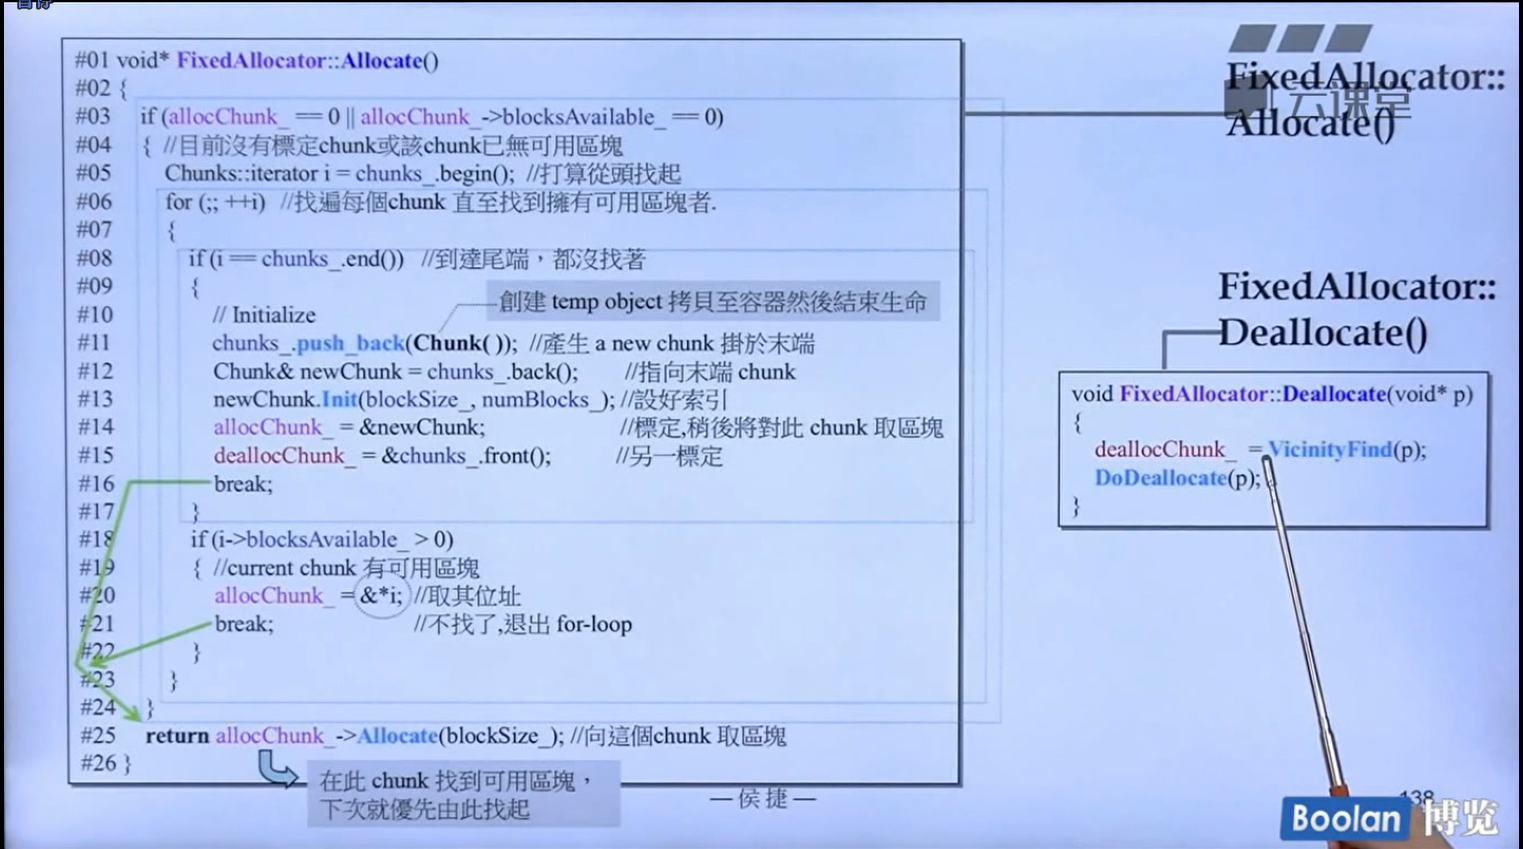 暂停
#01 void* FixedAllocator::Allocate()
#02 {
#03 if (allocChunk_ == 0 || allocChunk_->blocksAvailable_ == 0)
#04 { //目前沒有標定chunk或該chunk已無可用區塊
#05 Chunks::iterator i = chunks_.begin(); //打算從頭找起
#06 for (;; ++i) //找遍每個chunk 直至找到擁有可用區塊者.
#07 {
#08 if (i == chunks_.end()) //到達尾端，都沒找著
#09 {
創建 temp object 拷貝至容器然後結束生命
#10 // Initialize
#11 chunks_.push_back(Chunk( )); //產生 a new chunk 掛於末端
#12 Chunk& newChunk = chunks_.back(); //指向末端 chunk
#13 newChunk.Init(blockSize_, numBlocks_); //設好索引
#14 allocChunk_ = &newChunk; //標定,稍後將對此 chunk 取區塊
#15 deallocChunk_ = &chunks_.front(); //另一標定
#16 break;
#17 }
#18 if (i->blocksAvailable_ > 0)
#19 { //current chunk 有可用區塊
#20 allocChunk_ = &*i; //取其位址
#21 break; //不找了,退出 for-loop
#22 }
#23 }
#24 }
#25 return allocChunk_->Allocate(blockSize_); //向這個chunk 取區塊
#26 }
在此 chunk 找到可用區塊，
下次就優先由此找起
—侯捷—
FixedAllocator::
Allocate()
云课堂
FixedAllocator::
Deallocate()
void FixedAllocator::Deallocate(void* p)
{
deallocChunk_ = VicinityFind(p);
DoDeallocate(p);
}
138
Boolan 博览